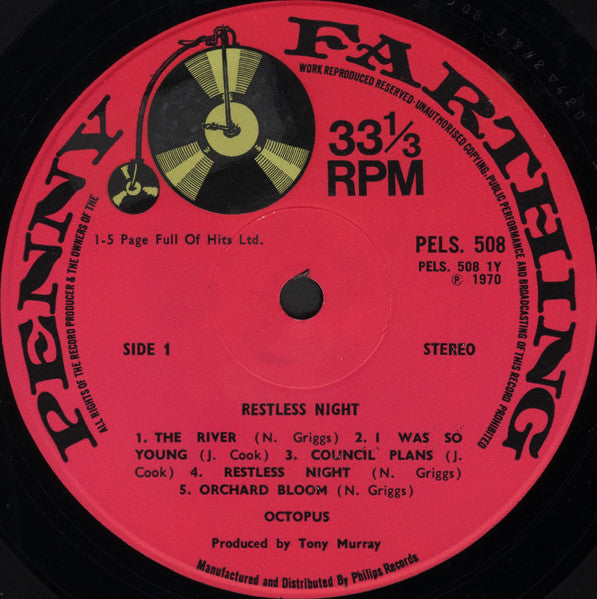 PENNY FARTHING
ALL RIGHTS OF THE RECORD PRODUCER & THE OWNERS OF THE
WORK REPRODUCED RESERVED · UNAUTHORISED COPYING, PUBLIC PERFORMANCE AND BROADCASTING OF THIS RECORD PROHIBITED
33 1/3
RPM
1-5 Page Full Of Hits Ltd.
PELS. 508
PELS. 508 1Y
℗ 1970
SIDE 1
STEREO
RESTLESS NIGHT
1. THE RIVER (N. Griggs) 2. I WAS SO
YOUNG (J. Cook) 3. COUNCIL PLANS (J.
Cook) 4. RESTLESS NIGHT (N. Griggs)
5. ORCHARD BLOOM (N. Griggs)
OCTOPUS
Produced by Tony Murray
Manufactured and Distributed By Philips Records